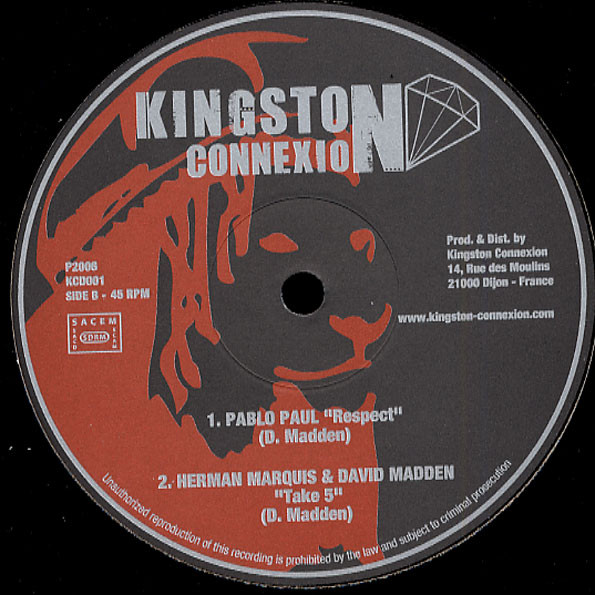 KINGSTON
CONNEXION
P2006
KCD001
SIDE B - 45 RPM
SACEM
SDRM
Prod. & Dist. by
Kingston Connexion
14, Rue des Moulins
21000 Dijon - France
www.kingston-connexion.com
1. PABLO PAUL "Respect"
(D. Madden)
2. HERMAN MARQUIS & DAVID MADDEN
"Take 5"
(D. Madden)
Unauthorized reproduction of this recording is prohibited by the law and subject to criminal prosecution